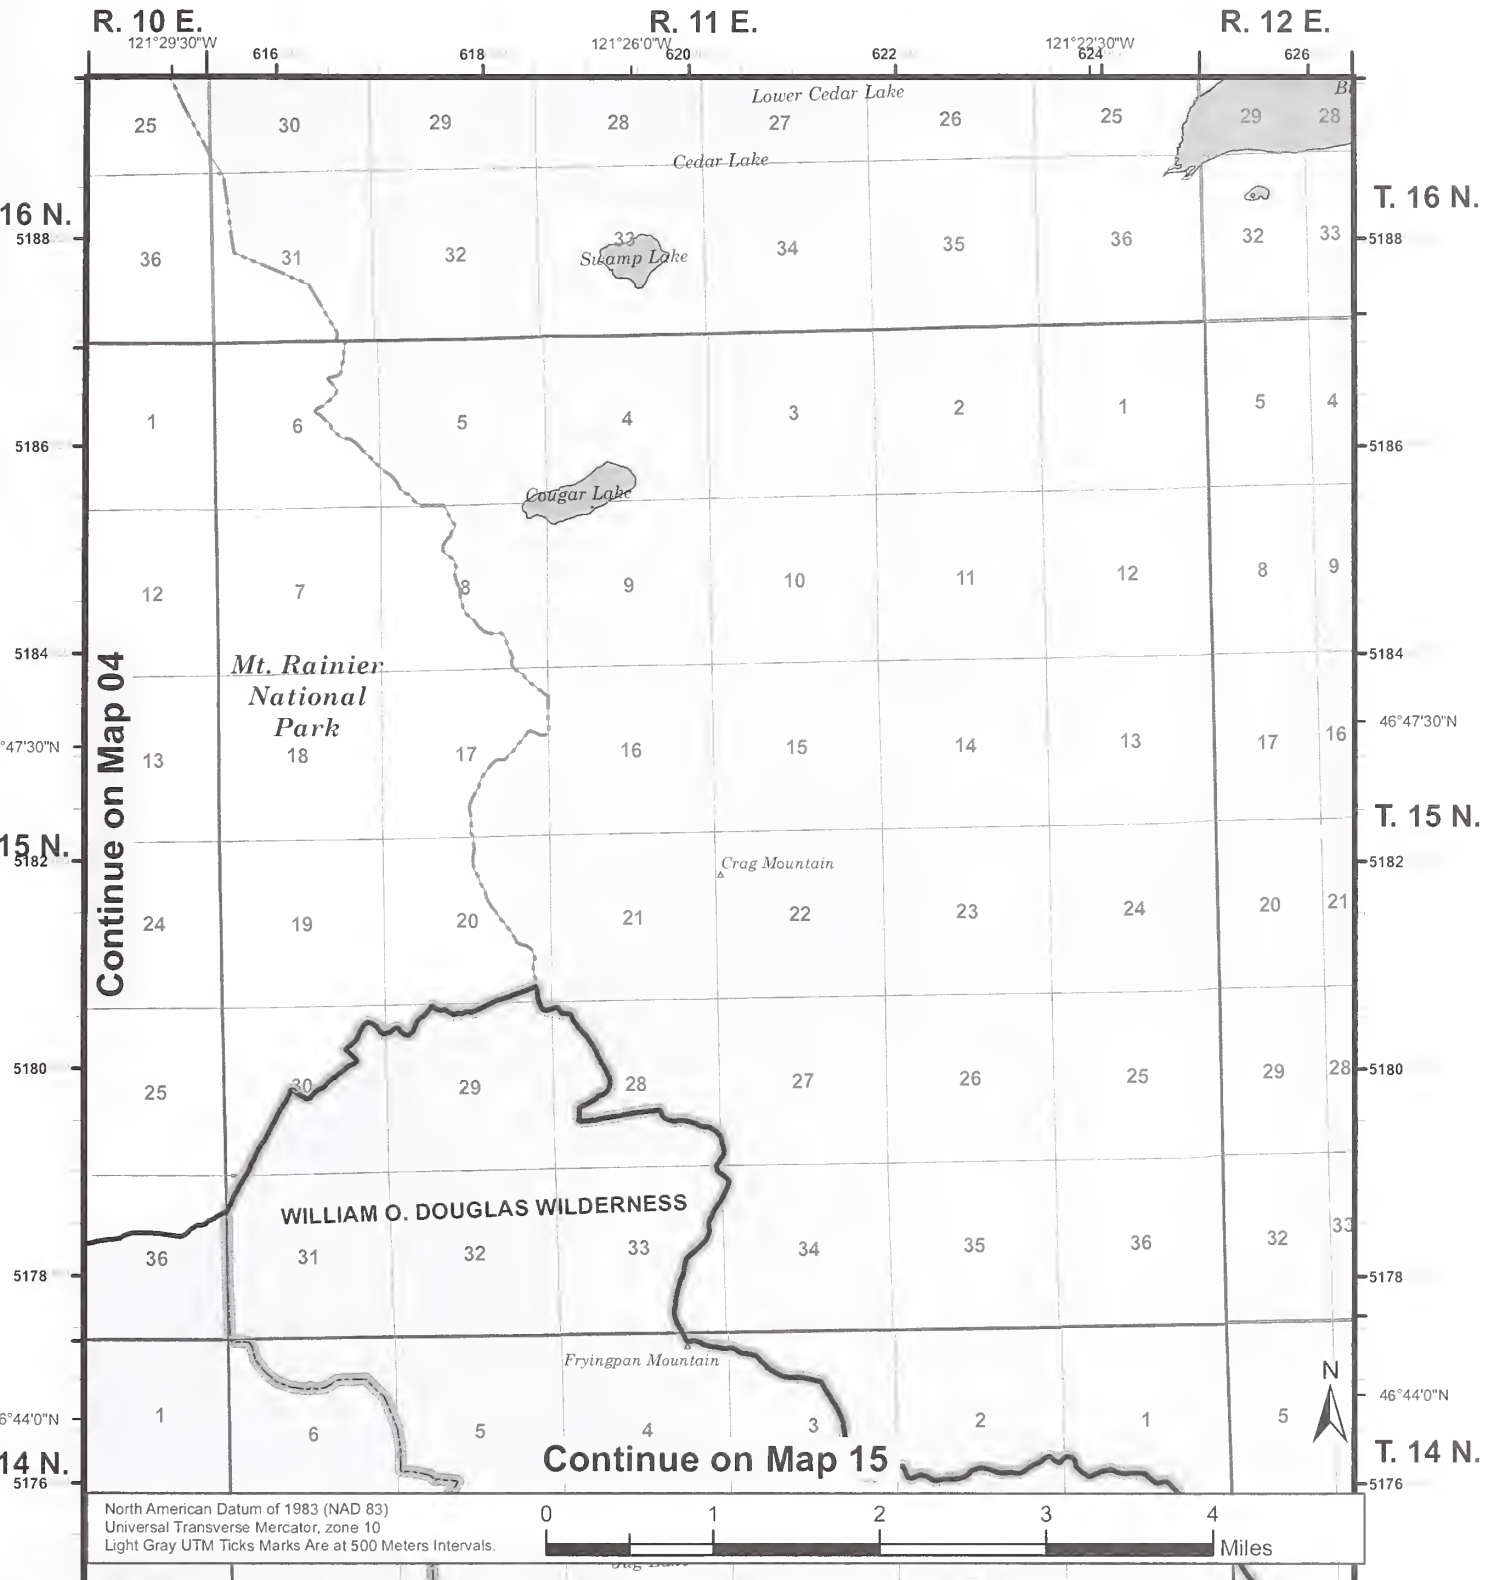 R. 10 E. R. 11 E. R. 12 E.
121°29'30"W 121°26'0"W 121°22'30"W
616 618 620 622 624 626
Lower Cedar Lake
25 30 29 28 27 26 25 29 28
Cedar Lake
16 N. T. 16 N.
5188 5188
36 31 32 33 34 35 36 32 33
Swamp Lake
1 6 5 4 3 2 1 5 4
5186 5186
Cougar Lake
12 7 8 9 10 11 12 8 9
5184 5184
Mt. Rainier
National
Park
Continue on Map 04
°47'30"N 46°47'30"N
13 18 17 16 15 14 13 17 16
15 N. T. 15 N.
5182 5182
Crag Mountain
24 19 20 21 22 23 24 20 21
5180 5180
25 30 29 28 27 26 25 29 28
WILLIAM O. DOUGLAS WILDERNESS
36 31 32 33 34 35 36 32 33
5178 5178
Fryingpan Mountain
N
6°44'0"N 46°44'0"N
1 6 5 4 3 2 1 5
Continue on Map 15
14 N. T. 14 N.
5176 5176
North American Datum of 1983 (NAD 83)
Universal Transverse Mercator, zone 10
Light Gray UTM Ticks Marks Are at 500 Meters Intervals.
0 1 2 3 4
Miles